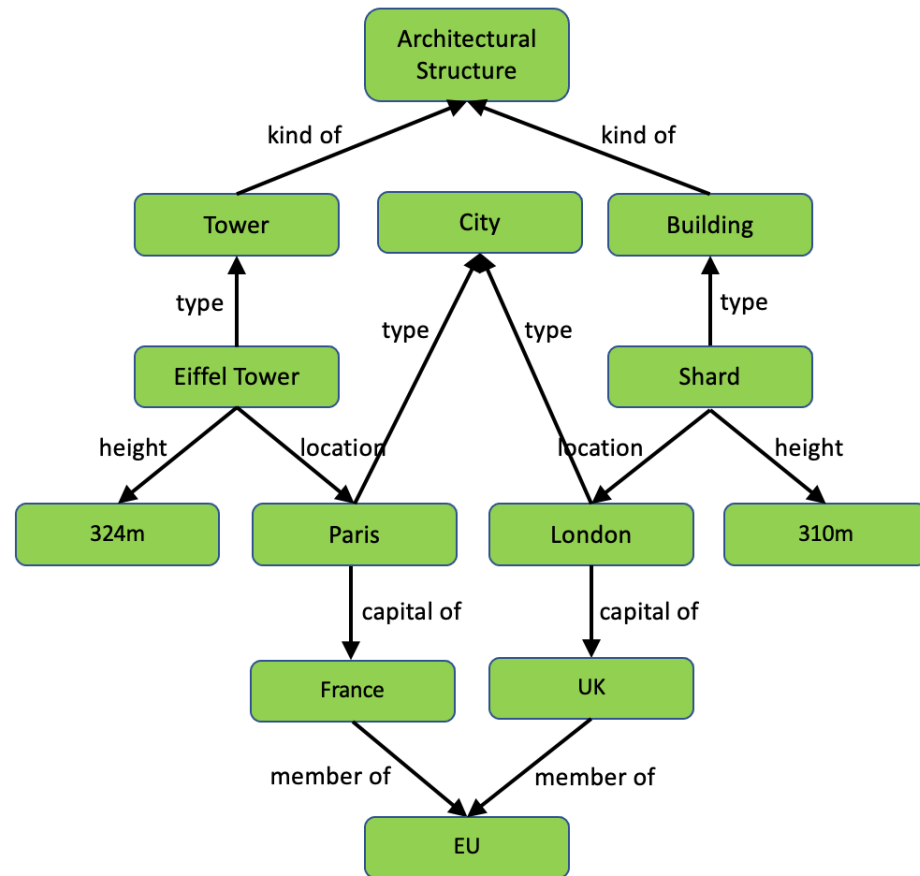 Architectural
Structure
kind of
kind of
Tower
City
Building
type
type
type
type
Eiffel Tower
Shard
height
location
location
height
324m
Paris
London
310m
capital of
capital of
France
UK
member of
member of
EU